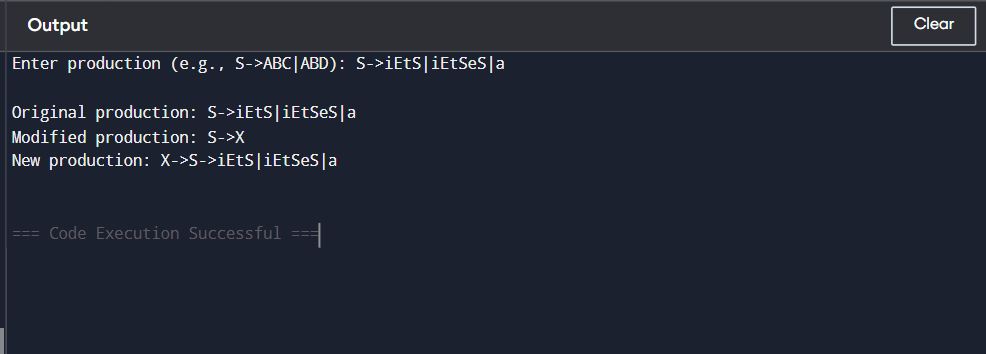 Output
Clear
Enter production (e.g., S->ABC|ABD): S->iEtS|iEtSeS|a
Original production: S->iEtS|iEtSeS|a
Modified production: S->X
New production: X->S->iEtS|iEtSeS|a
=== Code Execution Successful ===